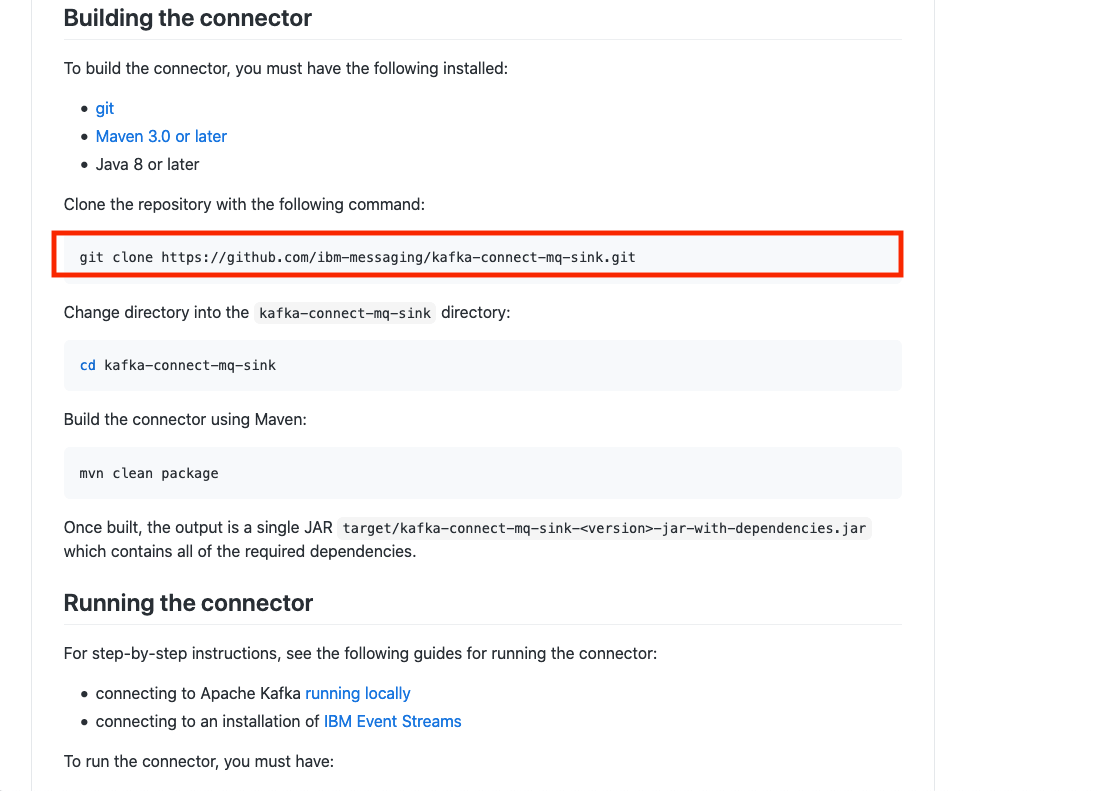 Building the connector
To build the connector, you must have the following installed:
git
Maven 3.0 or later
Java 8 or later
Clone the repository with the following command:
git clone https://github.com/ibm-messaging/kafka-connect-mq-sink.git
Change directory into the kafka-connect-mq-sink directory:
cd kafka-connect-mq-sink
Build the connector using Maven:
mvn clean package
Once built, the output is a single JAR target/kafka-connect-mq-sink-<version>-jar-with-dependencies.jar
which contains all of the required dependencies.
Running the connector
For step-by-step instructions, see the following guides for running the connector:
connecting to Apache Kafka running locally
connecting to an installation of IBM Event Streams
To run the connector, you must have: